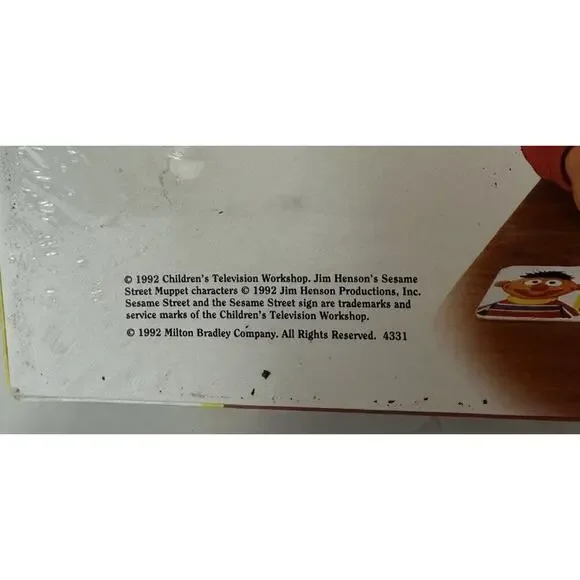 © 1992 Children's Television Workshop. Jim Henson's Sesame
Street Muppet characters © 1992 Jim Henson Productions, Inc.
Sesame Street and the Sesame Street sign are trademarks and
service marks of the Children's Television Workshop.
© 1992 Milton Bradley Company. All Rights Reserved. 4331